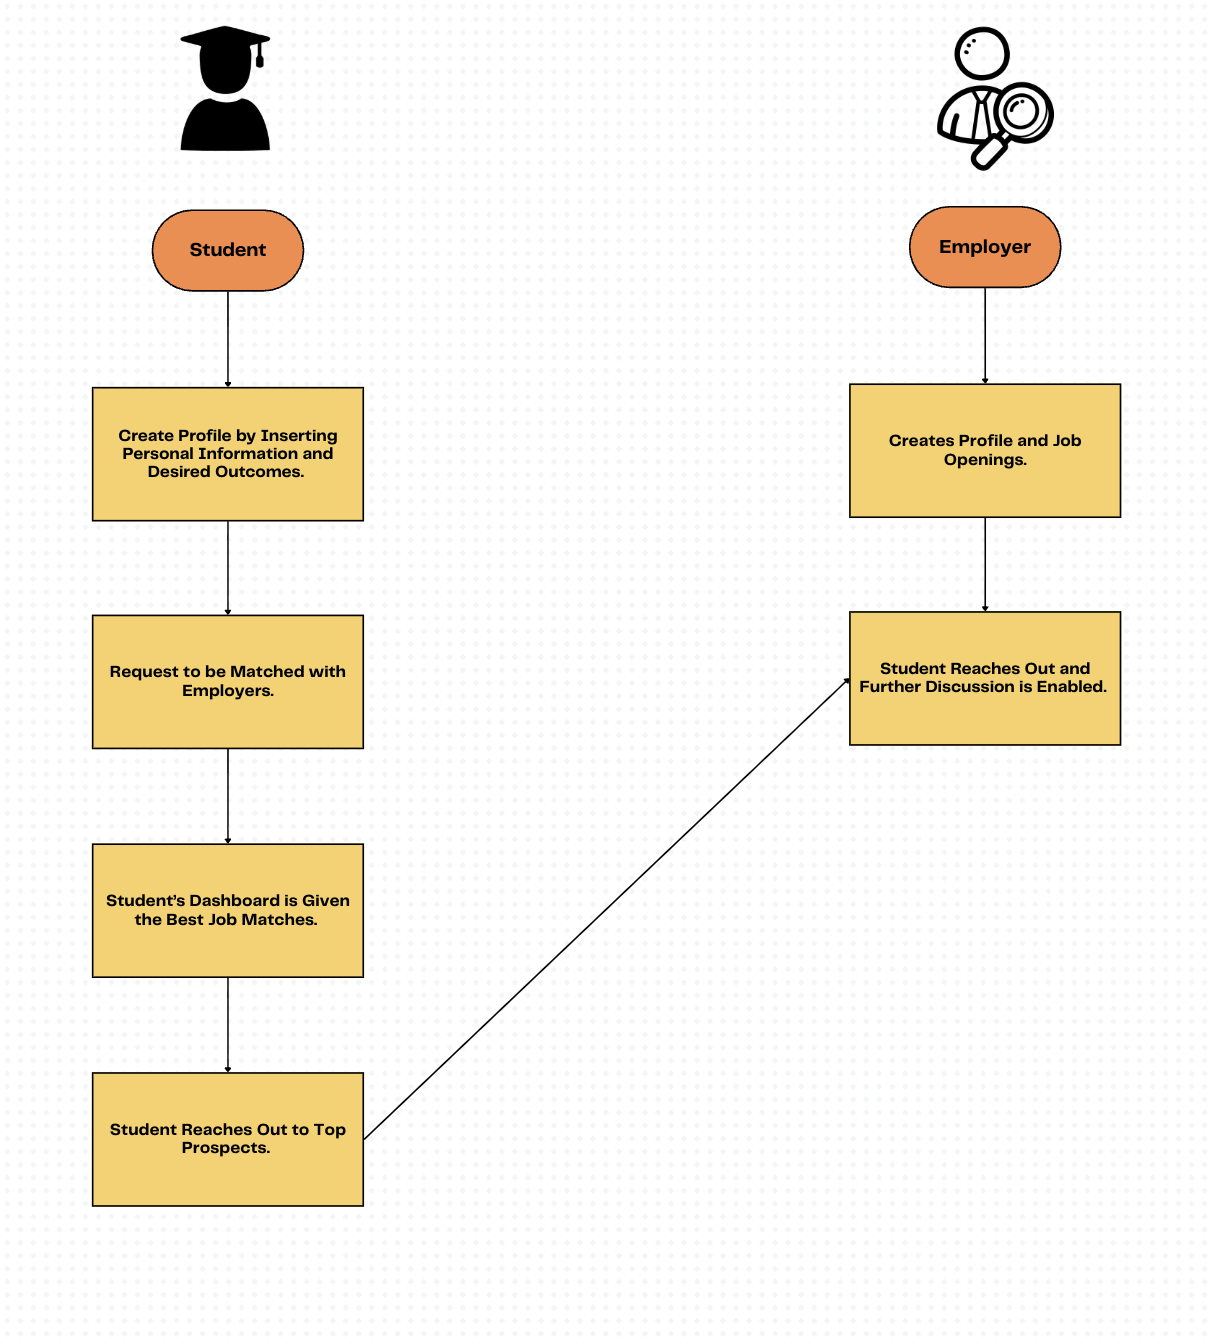 Student
Create Profile by Inserting
Personal Information and
Desired Outcomes.
Request to be Matched with
Employers.
Student’s Dashboard is Given
the Best Job Matches.
Student Reaches Out to Top
Prospects.
Employer
Creates Profile and Job
Openings.
Student Reaches Out and
Further Discussion is Enabled.